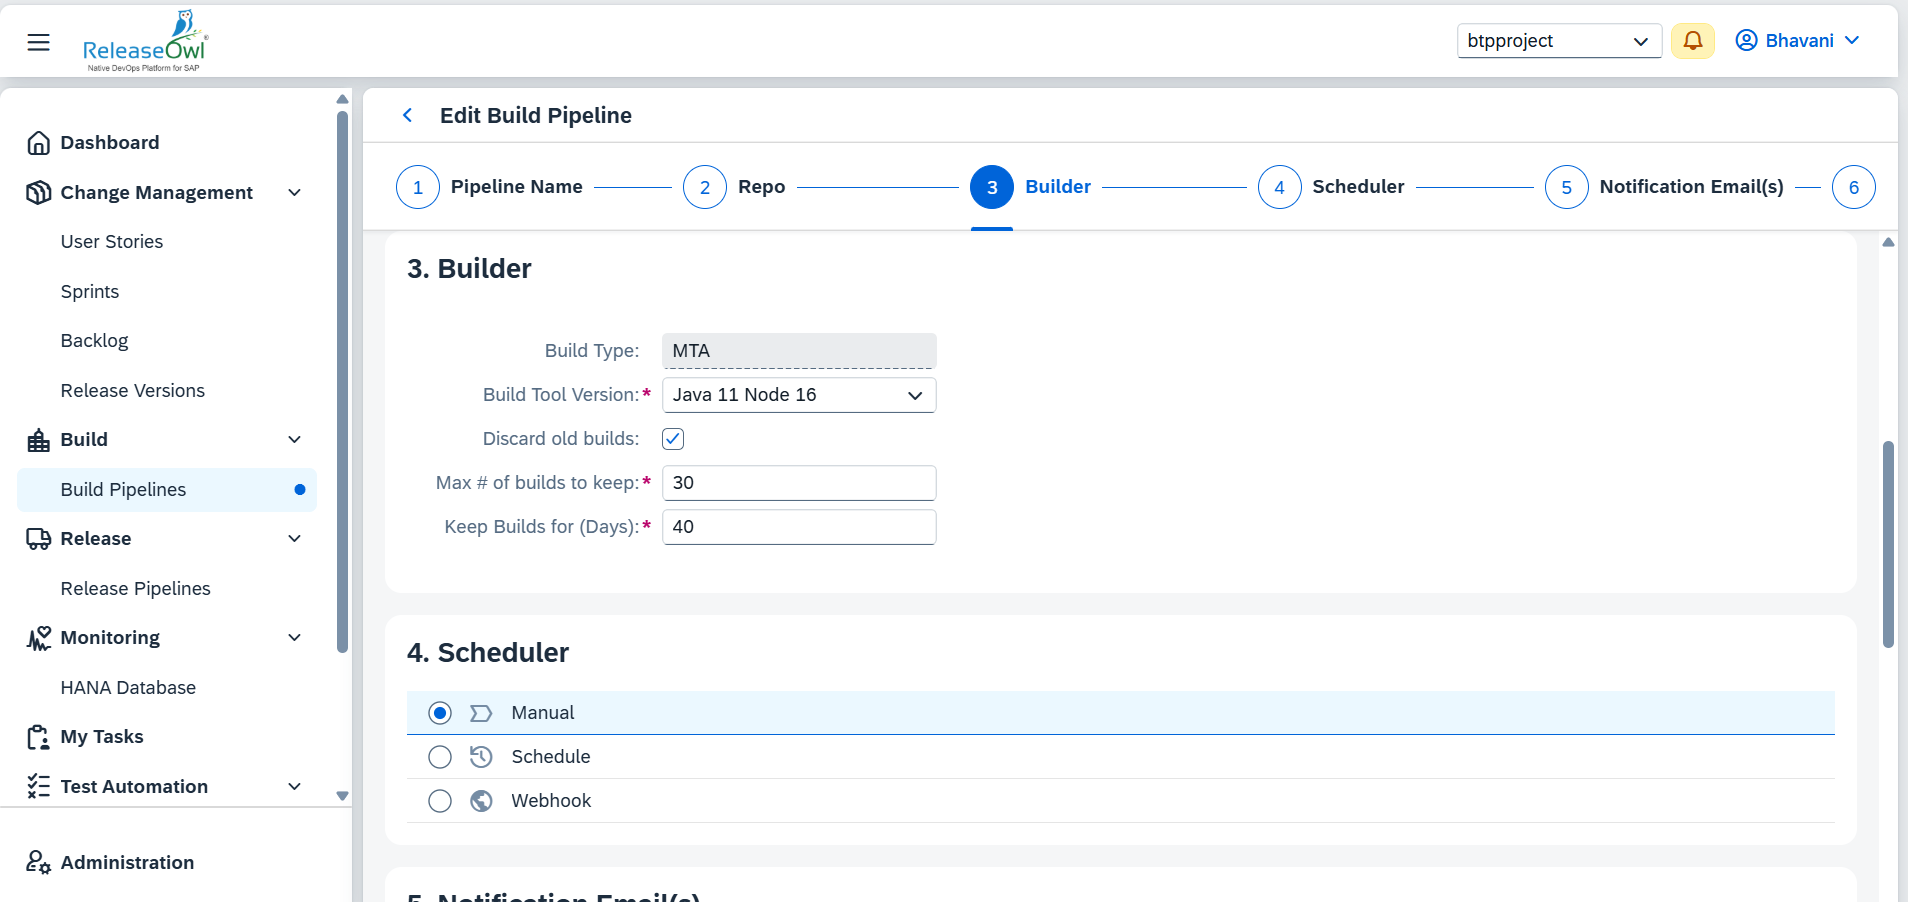 ReleaseOwl
Native DevOps Platform for SAP
btpproject
Bhavani
Dashboard
Change Management
User Stories
Sprints
Backlog
Release Versions
Build
Build Pipelines
Release
Release Pipelines
Monitoring
HANA Database
My Tasks
Test Automation
Administration
Edit Build Pipeline
1 Pipeline Name 2 Repo 3 Builder 4 Scheduler 5 Notification Email(s) 6
3. Builder
Build Type: MTA
Build Tool Version:* Java 11 Node 16
Discard old builds:
Max # of builds to keep:* 30
Keep Builds for (Days):* 40
4. Scheduler
Manual
Schedule
Webhook
5. Notification Email(s)